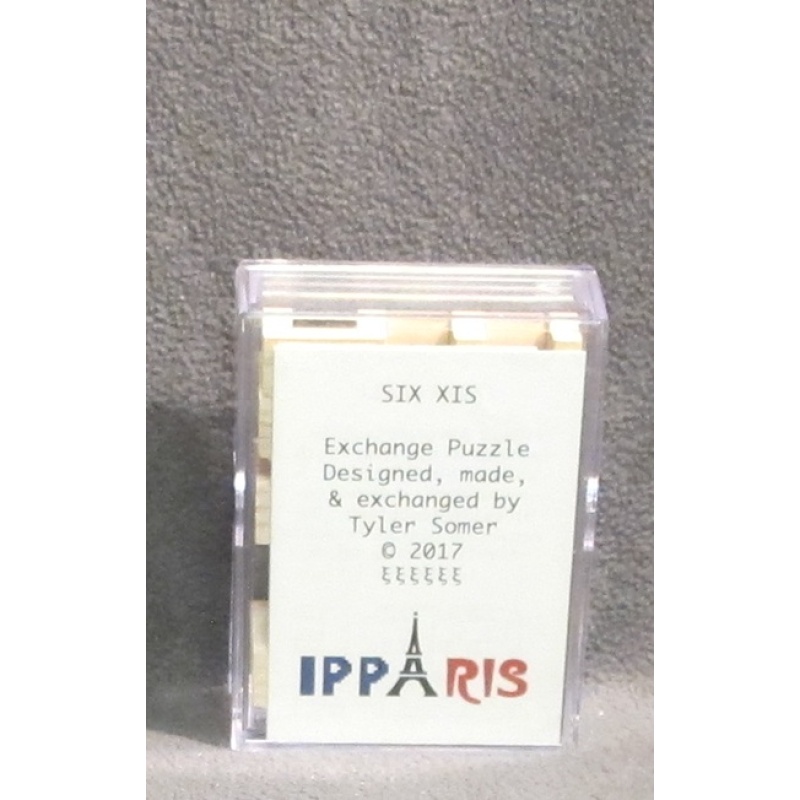 SIX XIS
Exchange Puzzle
Designed, made,
& exchanged by
Tyler Somer
© 2017
ξξξξξξ
IPPARIS